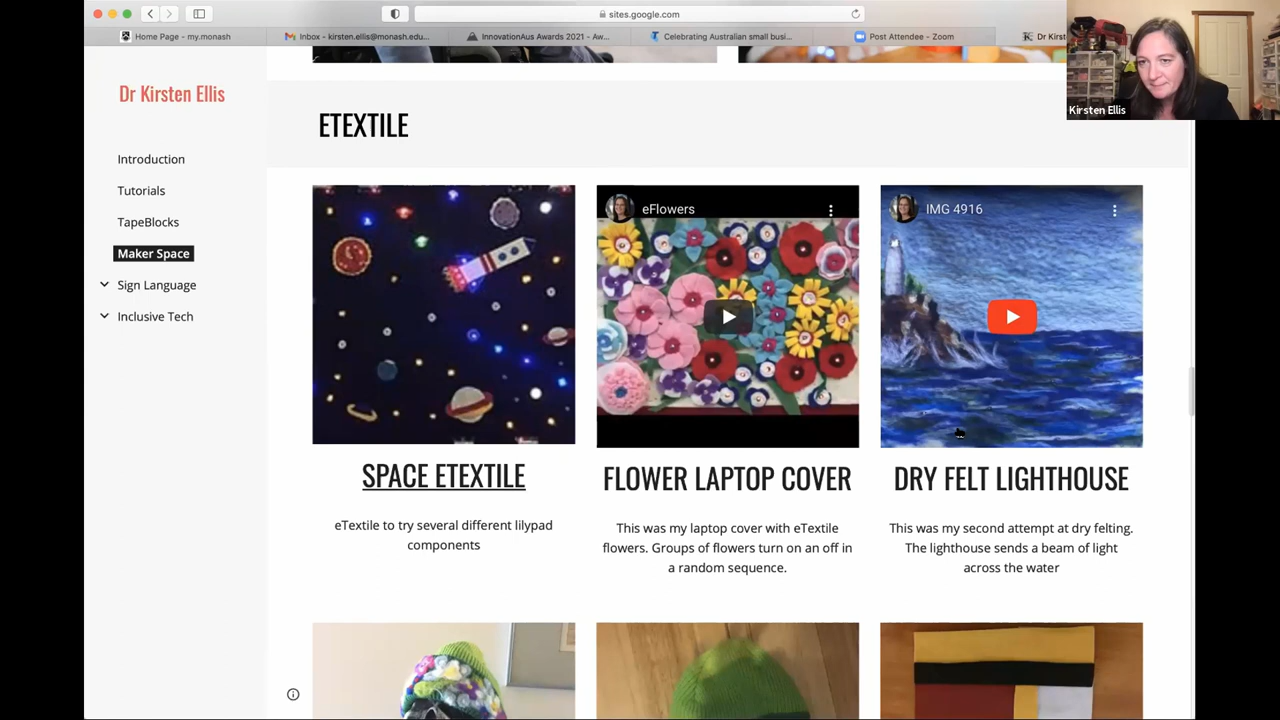 sites.google.com
Home Page - my.monash
Inbox - kirsten.ellis@monash.edu...
InnovationAus Awards 2021 - Aw...
Celebrating Australian small busi...
Post Attendee - Zoom
Dr Kirst
Kirsten Ellis
Dr Kirsten Ellis
Introduction
Tutorials
TapeBlocks
Maker Space
Sign Language
Inclusive Tech
ETEXTILE
eFlowers
IMG 4916
SPACE ETEXTILE
eTextile to try several different lilypad
components
FLOWER LAPTOP COVER
This was my laptop cover with eTextile
flowers. Groups of flowers turn on an off in
a random sequence.
DRY FELT LIGHTHOUSE
This was my second attempt at dry felting.
The lighthouse sends a beam of light
across the water